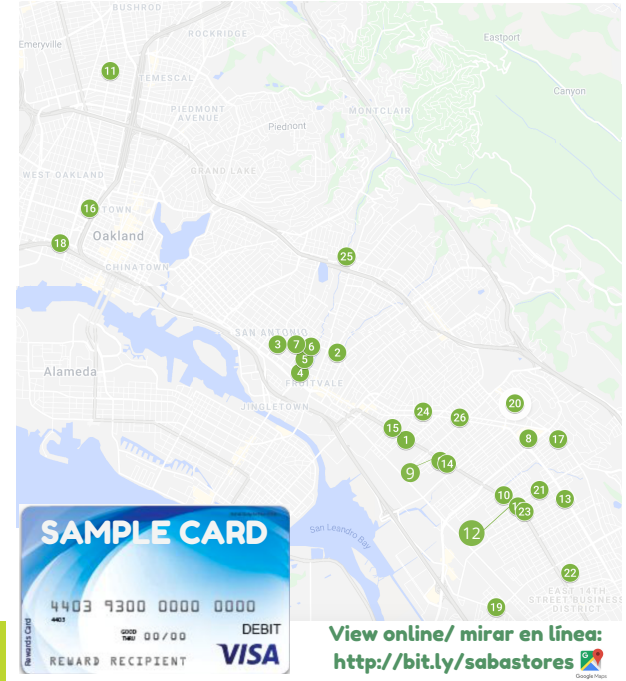 BUSHROD
ROCKRIDGE
Emeryville
Eastport
11
TEMESCAL
Canyon
PIEDMONT
AVENUE
MONTCLAIR
Piedmont
WEST OAKLAND
GRAND LAKE
16
TOWN
18
Oakland
25
CHINATOWN
SAN ANTONIO
3
7
6
2
5
4
Alameda
FRUITVALE
JINGLETOWN
20
24
26
15
1
8
17
9
14
10
21
13
23
12
San Leandro
Bay
22
EAST 14TH
STREET BUSINESS
DISTRICT
19
SAMPLE CARD
4403 9300 0000 0000
4403
GOOD
THRU
00/00
DEBIT
Rewards Card
REWARD RECIPIENT
VISA
View online/ mirar en línea:
http://bit.ly/sabastores
Google Maps